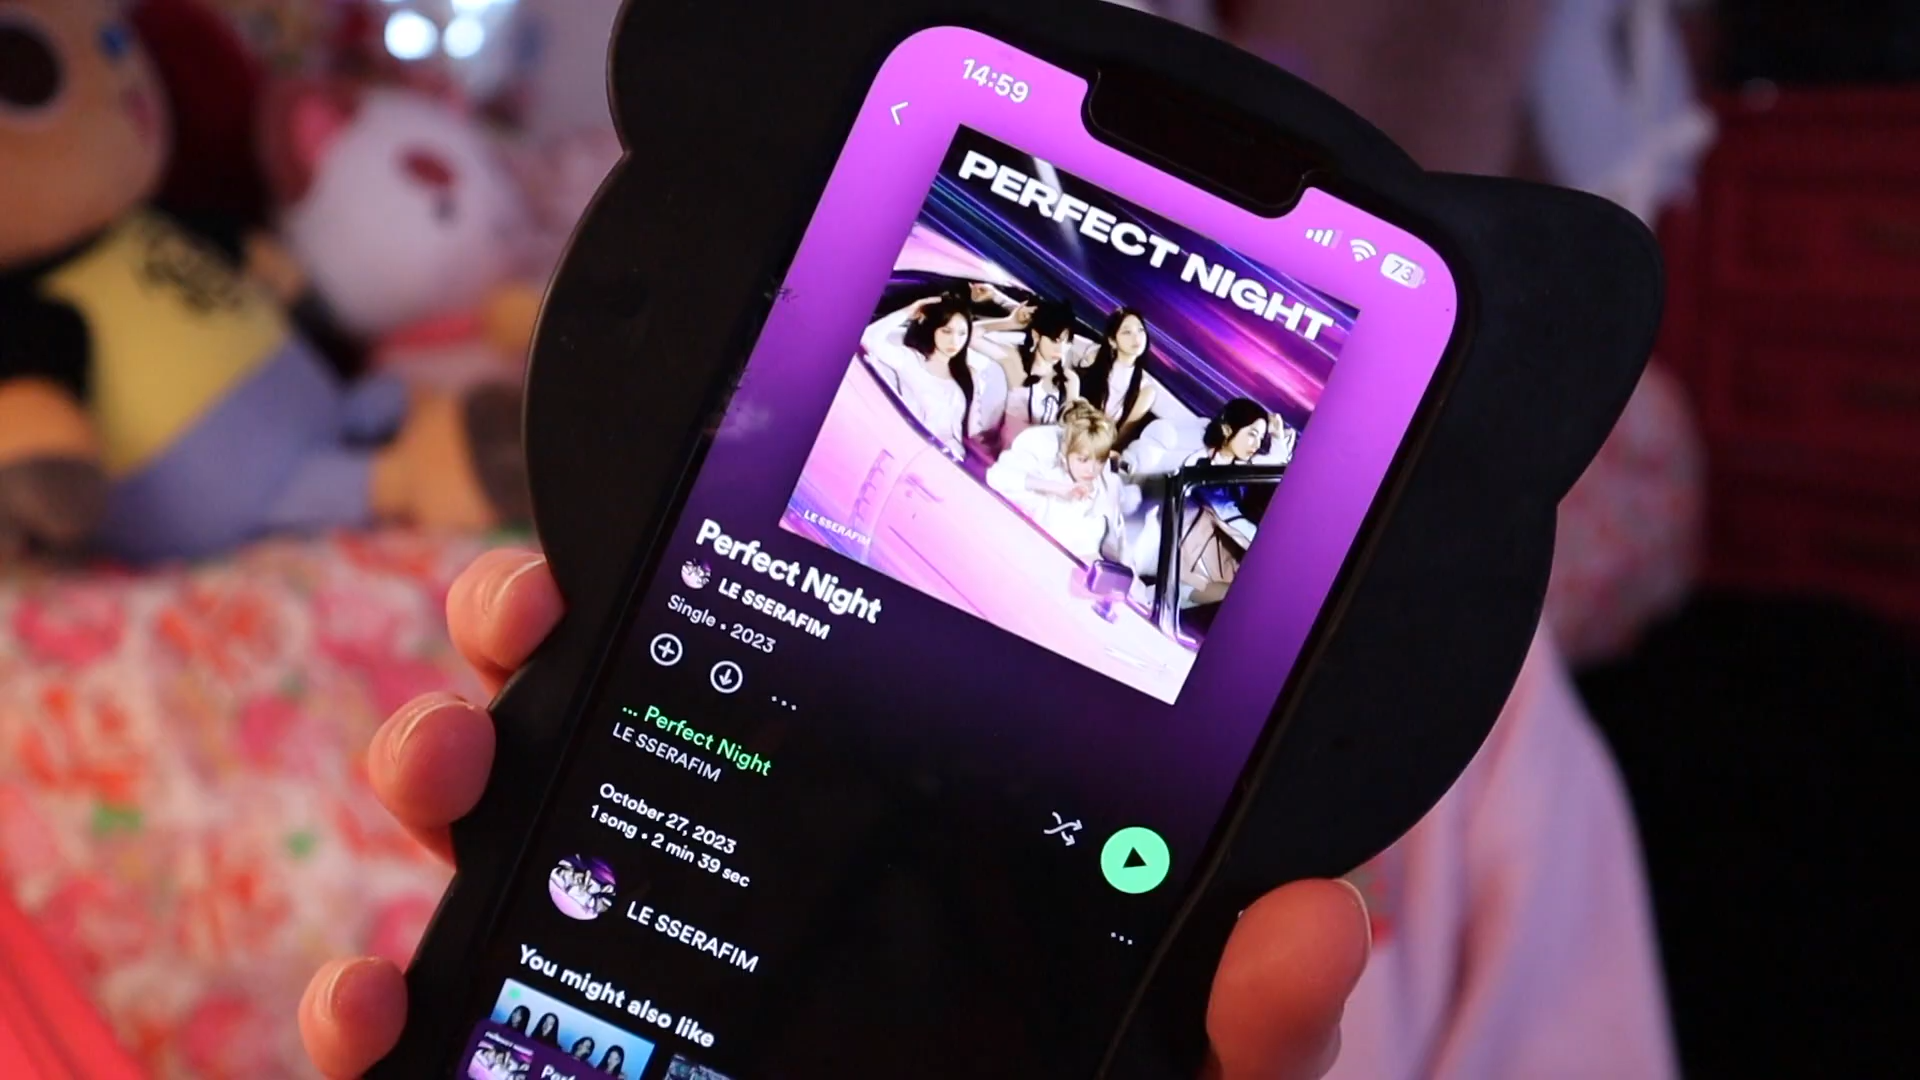 14:59
73
PERFECT NIGHT
LE SSERAFIM
Perfect Night
LE SSERAFIM
Single • 2023
... Perfect Night
LE SSERAFIM
October 27, 2023
1 song • 2 min 39 sec
LE SSERAFIM
You might also like